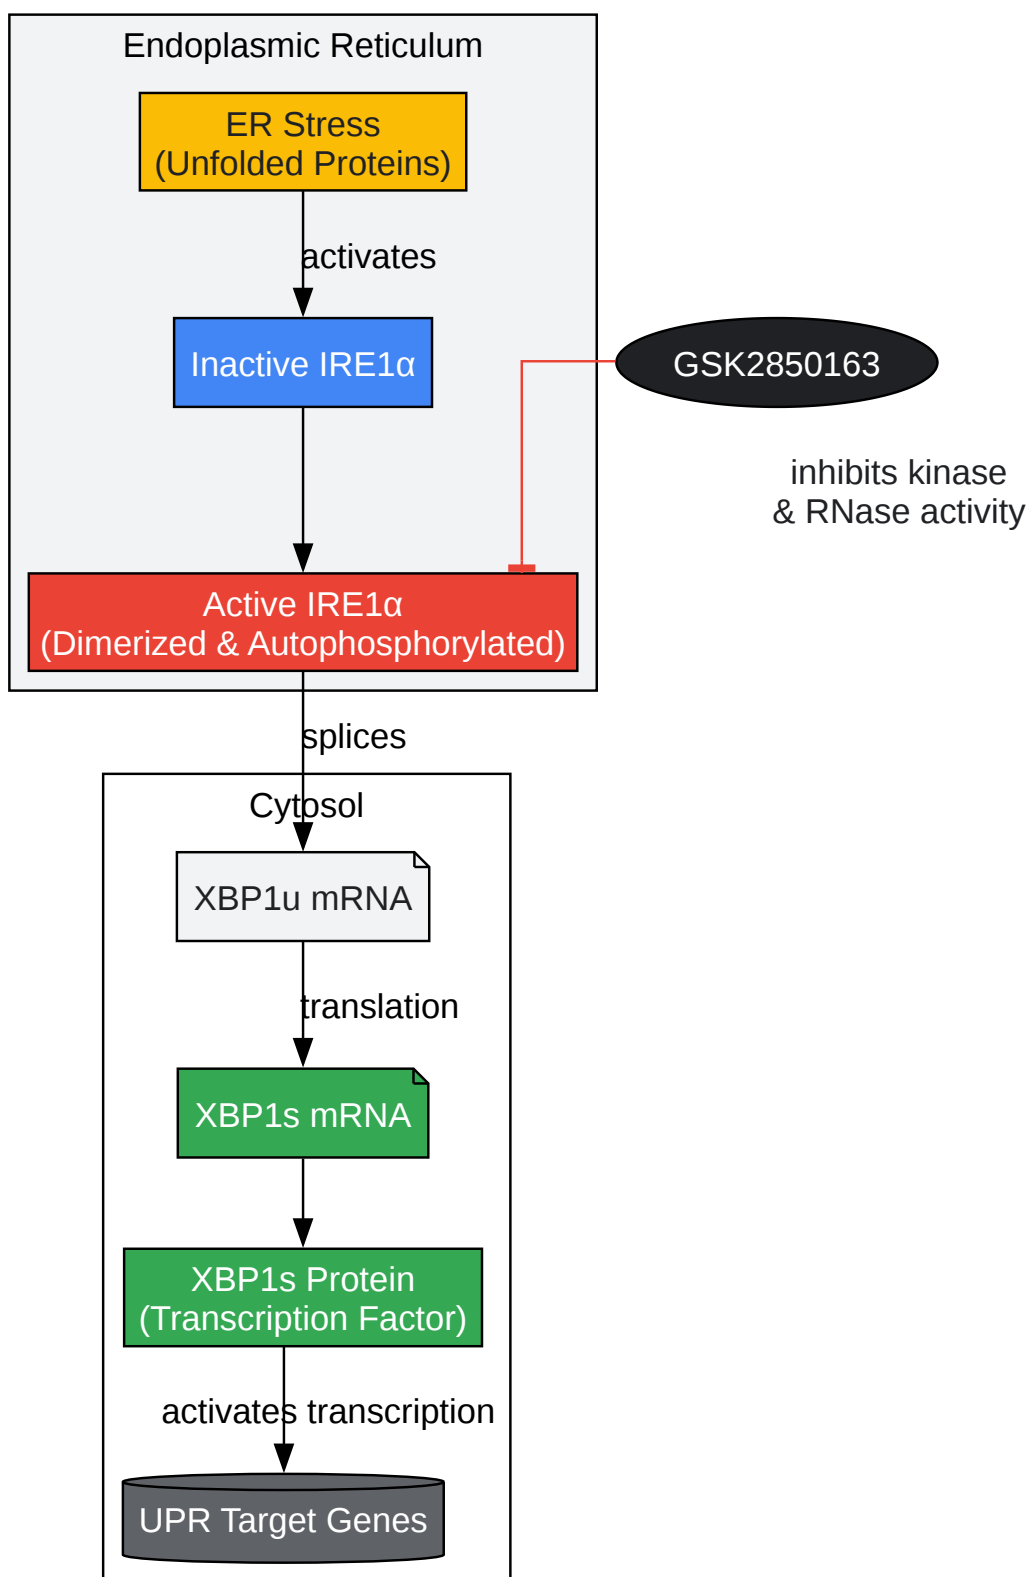 Endoplasmic Reticulum
ER Stress
(Unfolded Proteins)
activates
Inactive IRE1α
GSK2850163
inhibits kinase
& RNase activity
Active IRE1α
(Dimerized & Autophosphorylated)
splices
Cytosol
XBP1u mRNA
translation
XBP1s mRNA
XBP1s Protein
(Transcription Factor)
activates transcription
UPR Target Genes